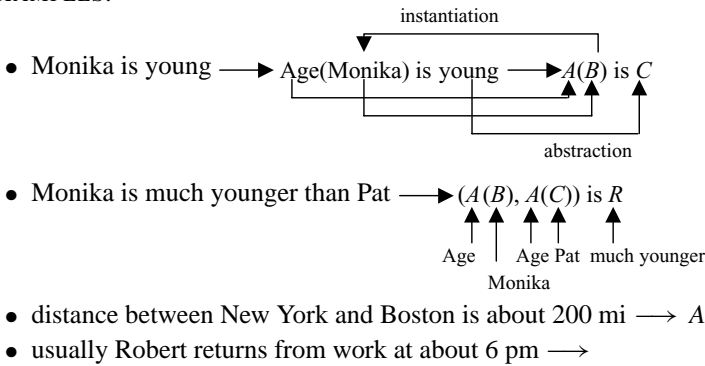 instantiation
• Monika is young ⟶ Age(Monika) is young ⟶ A(B) is C
abstraction
• Monika is much younger than Pat ⟶ (A(B), A(C)) is R
Age Age Pat much younger
Monika
• distance between New York and Boston is about 200 mi ⟶ A
• usually Robert returns from work at about 6 pm ⟶